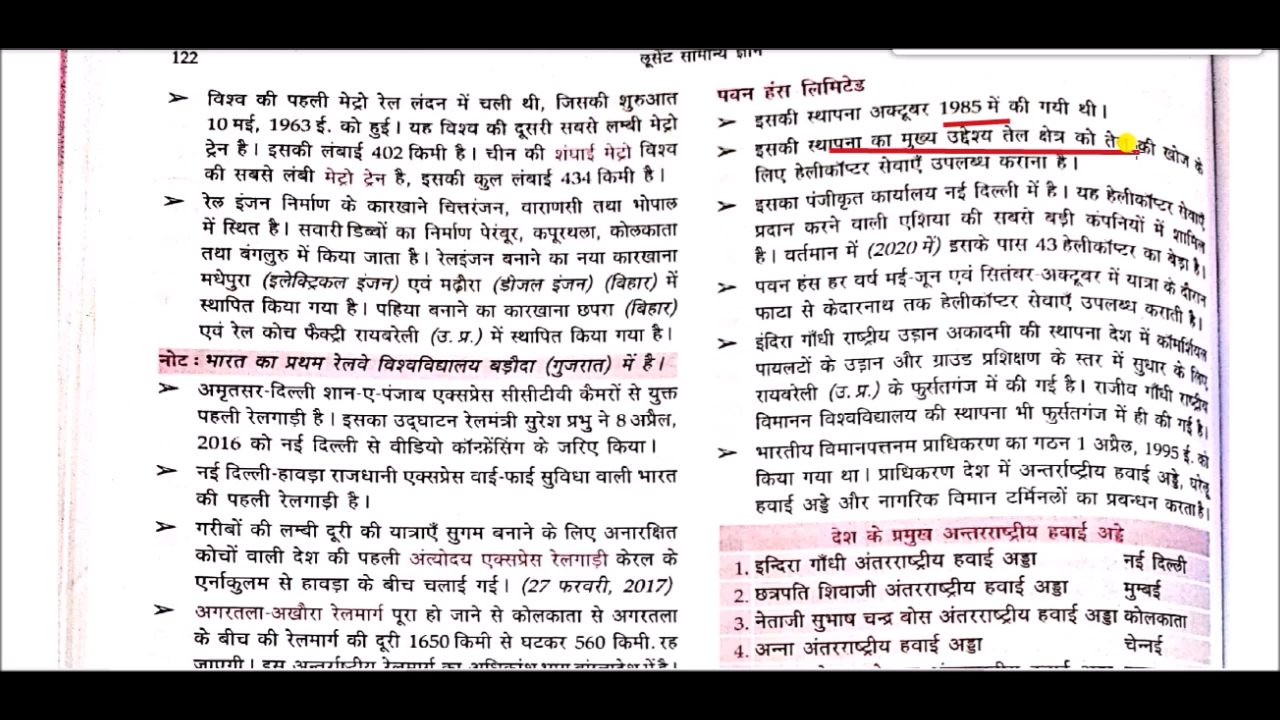 122
लूसेंट सामान्य ज्ञान
➤ विश्व की पहली मेट्रो रेल लंदन में चली थी, जिसकी शुरुआत
10 मई, 1963 ई. को हुई। यह विश्व की दूसरी सबसे लम्बी मेट्रो
ट्रेन है। इसकी लंबाई 402 किमी है। चीन की शंघाई मेट्रो विश्व
की सबसे लंबी मेट्रो ट्रेन है, इसकी कुल लंबाई 434 किमी है।
➤ रेल इंजन निर्माण के कारखाने चित्तरंजन, वाराणसी तथा भोपाल
में स्थित है। सवारी डिब्बों का निर्माण पेरंबूर, कपूरथला, कोलकाता
तथा बंगलुरु में किया जाता है। रेलइंजन बनाने का नया कारखाना
मधेपुरा (इलेक्ट्रिकल इंजन) एवं मढ़ौरा (डीजल इंजन) (बिहार) में
स्थापित किया गया है। पहिया बनाने का कारखाना छपरा (बिहार)
एवं रेल कोच फैक्ट्री रायबरेली (उ. प्र.) में स्थापित किया गया है।
नोट: भारत का प्रथम रेलवे विश्वविद्यालय बड़ौदा (गुजरात) में है।
➤ अमृतसर-दिल्ली शान-ए-पंजाब एक्सप्रेस सीसीटीवी कैमरों से युक्त
पहली रेलगाड़ी है। इसका उद्घाटन रेलमंत्री सुरेश प्रभु ने 8 अप्रैल,
2016 को नई दिल्ली से वीडियो कॉन्फ्रेंसिंग के जरिए किया।
➤ नई दिल्ली-हावड़ा राजधानी एक्सप्रेस वाई-फाई सुविधा वाली भारत
की पहली रेलगाड़ी है।
➤ गरीबों की लम्बी दूरी की यात्राएँ सुगम बनाने के लिए अनारक्षित
कोचों वाली देश की पहली अंत्योदय एक्सप्रेस रेलगाड़ी केरल के
एर्नाकुलम से हावड़ा के बीच चलाई गई। (27 फरवरी, 2017)
➤ अगरतला-अखौरा रेलमार्ग पूरा हो जाने से कोलकाता से अगरतला
के बीच की रेलमार्ग की दूरी 1650 किमी से घटकर 560 किमी. रह
जाएगी। इस अन्तर्राष्ट्रीय रेलमार्ग का अधिकांश भाग बंगलादेश में है।
पवन हंस लिमिटेड
➤ इसकी स्थापना अक्टूबर 1985 में की गयी थी।
➤ इसकी स्थापना का मुख्य उद्देश्य तेल क्षेत्र को तेल की खोज के
लिए हेलीकॉप्टर सेवाएँ उपलब्ध कराना है।
➤ इसका पंजीकृत कार्यालय नई दिल्ली में है। यह हेलीकॉप्टर सेवाएँ
प्रदान करने वाली एशिया की सबसे बड़ी कंपनियों में शामिल
है। वर्तमान में (2020 में) इसके पास 43 हेलीकॉप्टर का बेड़ा है।
➤ पवन हंस हर वर्ष मई-जून एवं सितंबर-अक्टूबर में यात्रा के दौरान
फाटा से केदारनाथ तक हेलीकॉप्टर सेवाएँ उपलब्ध कराती है।
➤ इंदिरा गाँधी राष्ट्रीय उड़ान अकादमी की स्थापना देश में कॉमर्शियल
पायलटों के उड़ान और ग्राउंड प्रशिक्षण के स्तर में सुधार के लिए
रायबरेली (उ. प्र.) के फुर्सतगंज में की गई है। राजीव गाँधी राष्ट्रीय
विमानन विश्वविद्यालय की स्थापना भी फुर्सतगंज में ही की गई है।
➤ भारतीय विमानपत्तनम प्राधिकरण का गठन 1 अप्रैल, 1995 ई. को
किया गया था। प्राधिकरण देश में अन्तर्राष्ट्रीय हवाई अड्डे, घरेलू
हवाई अड्डे और नागरिक विमान टर्मिनलों का प्रबन्धन करता है।
देश के प्रमुख अन्तरराष्ट्रीय हवाई अड्डे
1. इन्दिरा गाँधी अंतरराष्ट्रीय हवाई अड्डा नई दिल्ली
2. छत्रपति शिवाजी अंतरराष्ट्रीय हवाई अड्डा मुम्बई
3. नेताजी सुभाष चन्द्र बोस अंतरराष्ट्रीय हवाई अड्डा कोलकाता
4. अन्ना अंतरराष्ट्रीय हवाई अड्डा चेन्नई